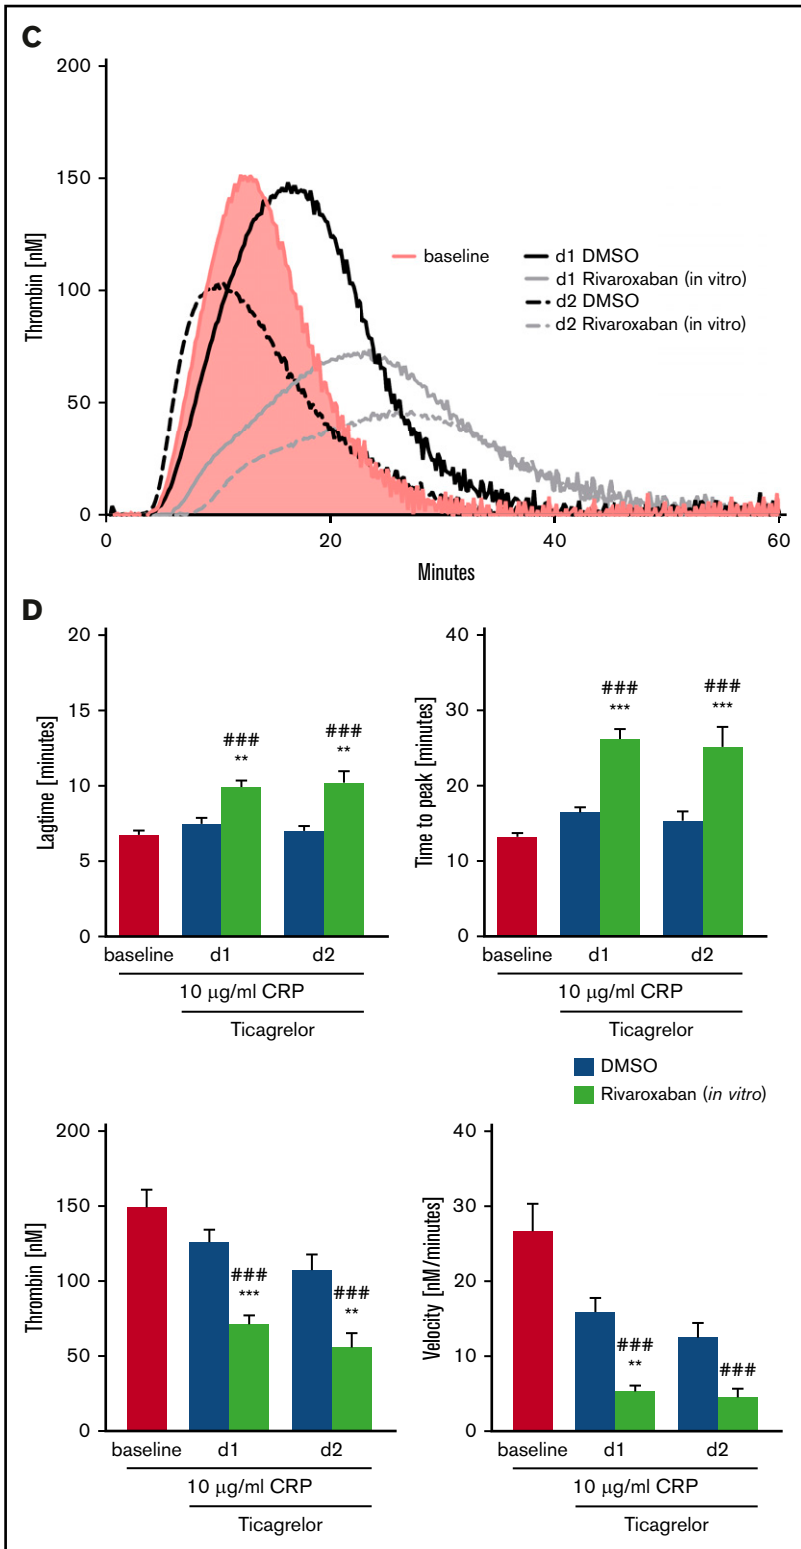 C
200
150
100
50
0
Thrombin [nM]
baseline
d1 DMSO
d1 Rivaroxaban (in vitro)
d2 DMSO
d2 Rivaroxaban (in vitro)
0 20 40 60
Minutes
D
20
15
10
5
0
Lagtime [minutes]
###
**
###
**
baseline d1 d2
10 µg/ml CRP
Ticagrelor
40
30
20
10
0
Time to peak [minutes]
###
***
###
***
baseline d1 d2
10 µg/ml CRP
Ticagrelor
DMSO
Rivaroxaban (in vitro)
200
150
100
50
0
Thrombin [nM]
###
***
###
**
baseline d1 d2
10 µg/ml CRP
Ticagrelor
40
30
20
10
0
Velocity [nM/minutes]
###
**
###
baseline d1 d2
10 µg/ml CRP
Ticagrelor